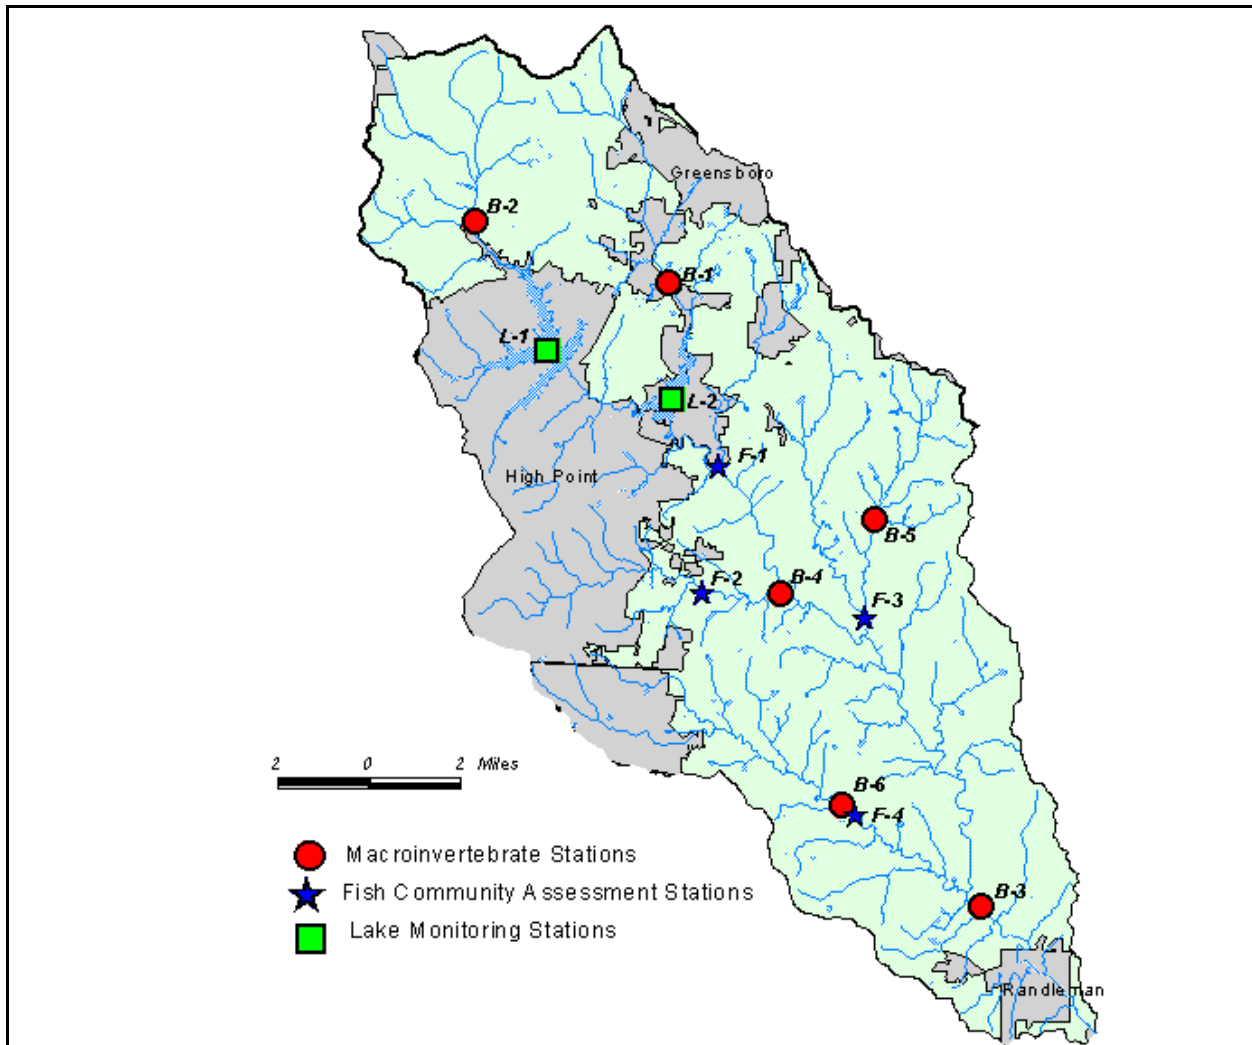 Greensboro
B-2
B-1
L-1
L-2
F-1
High Point
B-5
F-2
B-4
F-3
2 0 2 Miles
B-6
F-4
Macroinvertebrate Stations
Fish Community Assessment Stations
B-3
Lake Monitoring Stations
Randleman